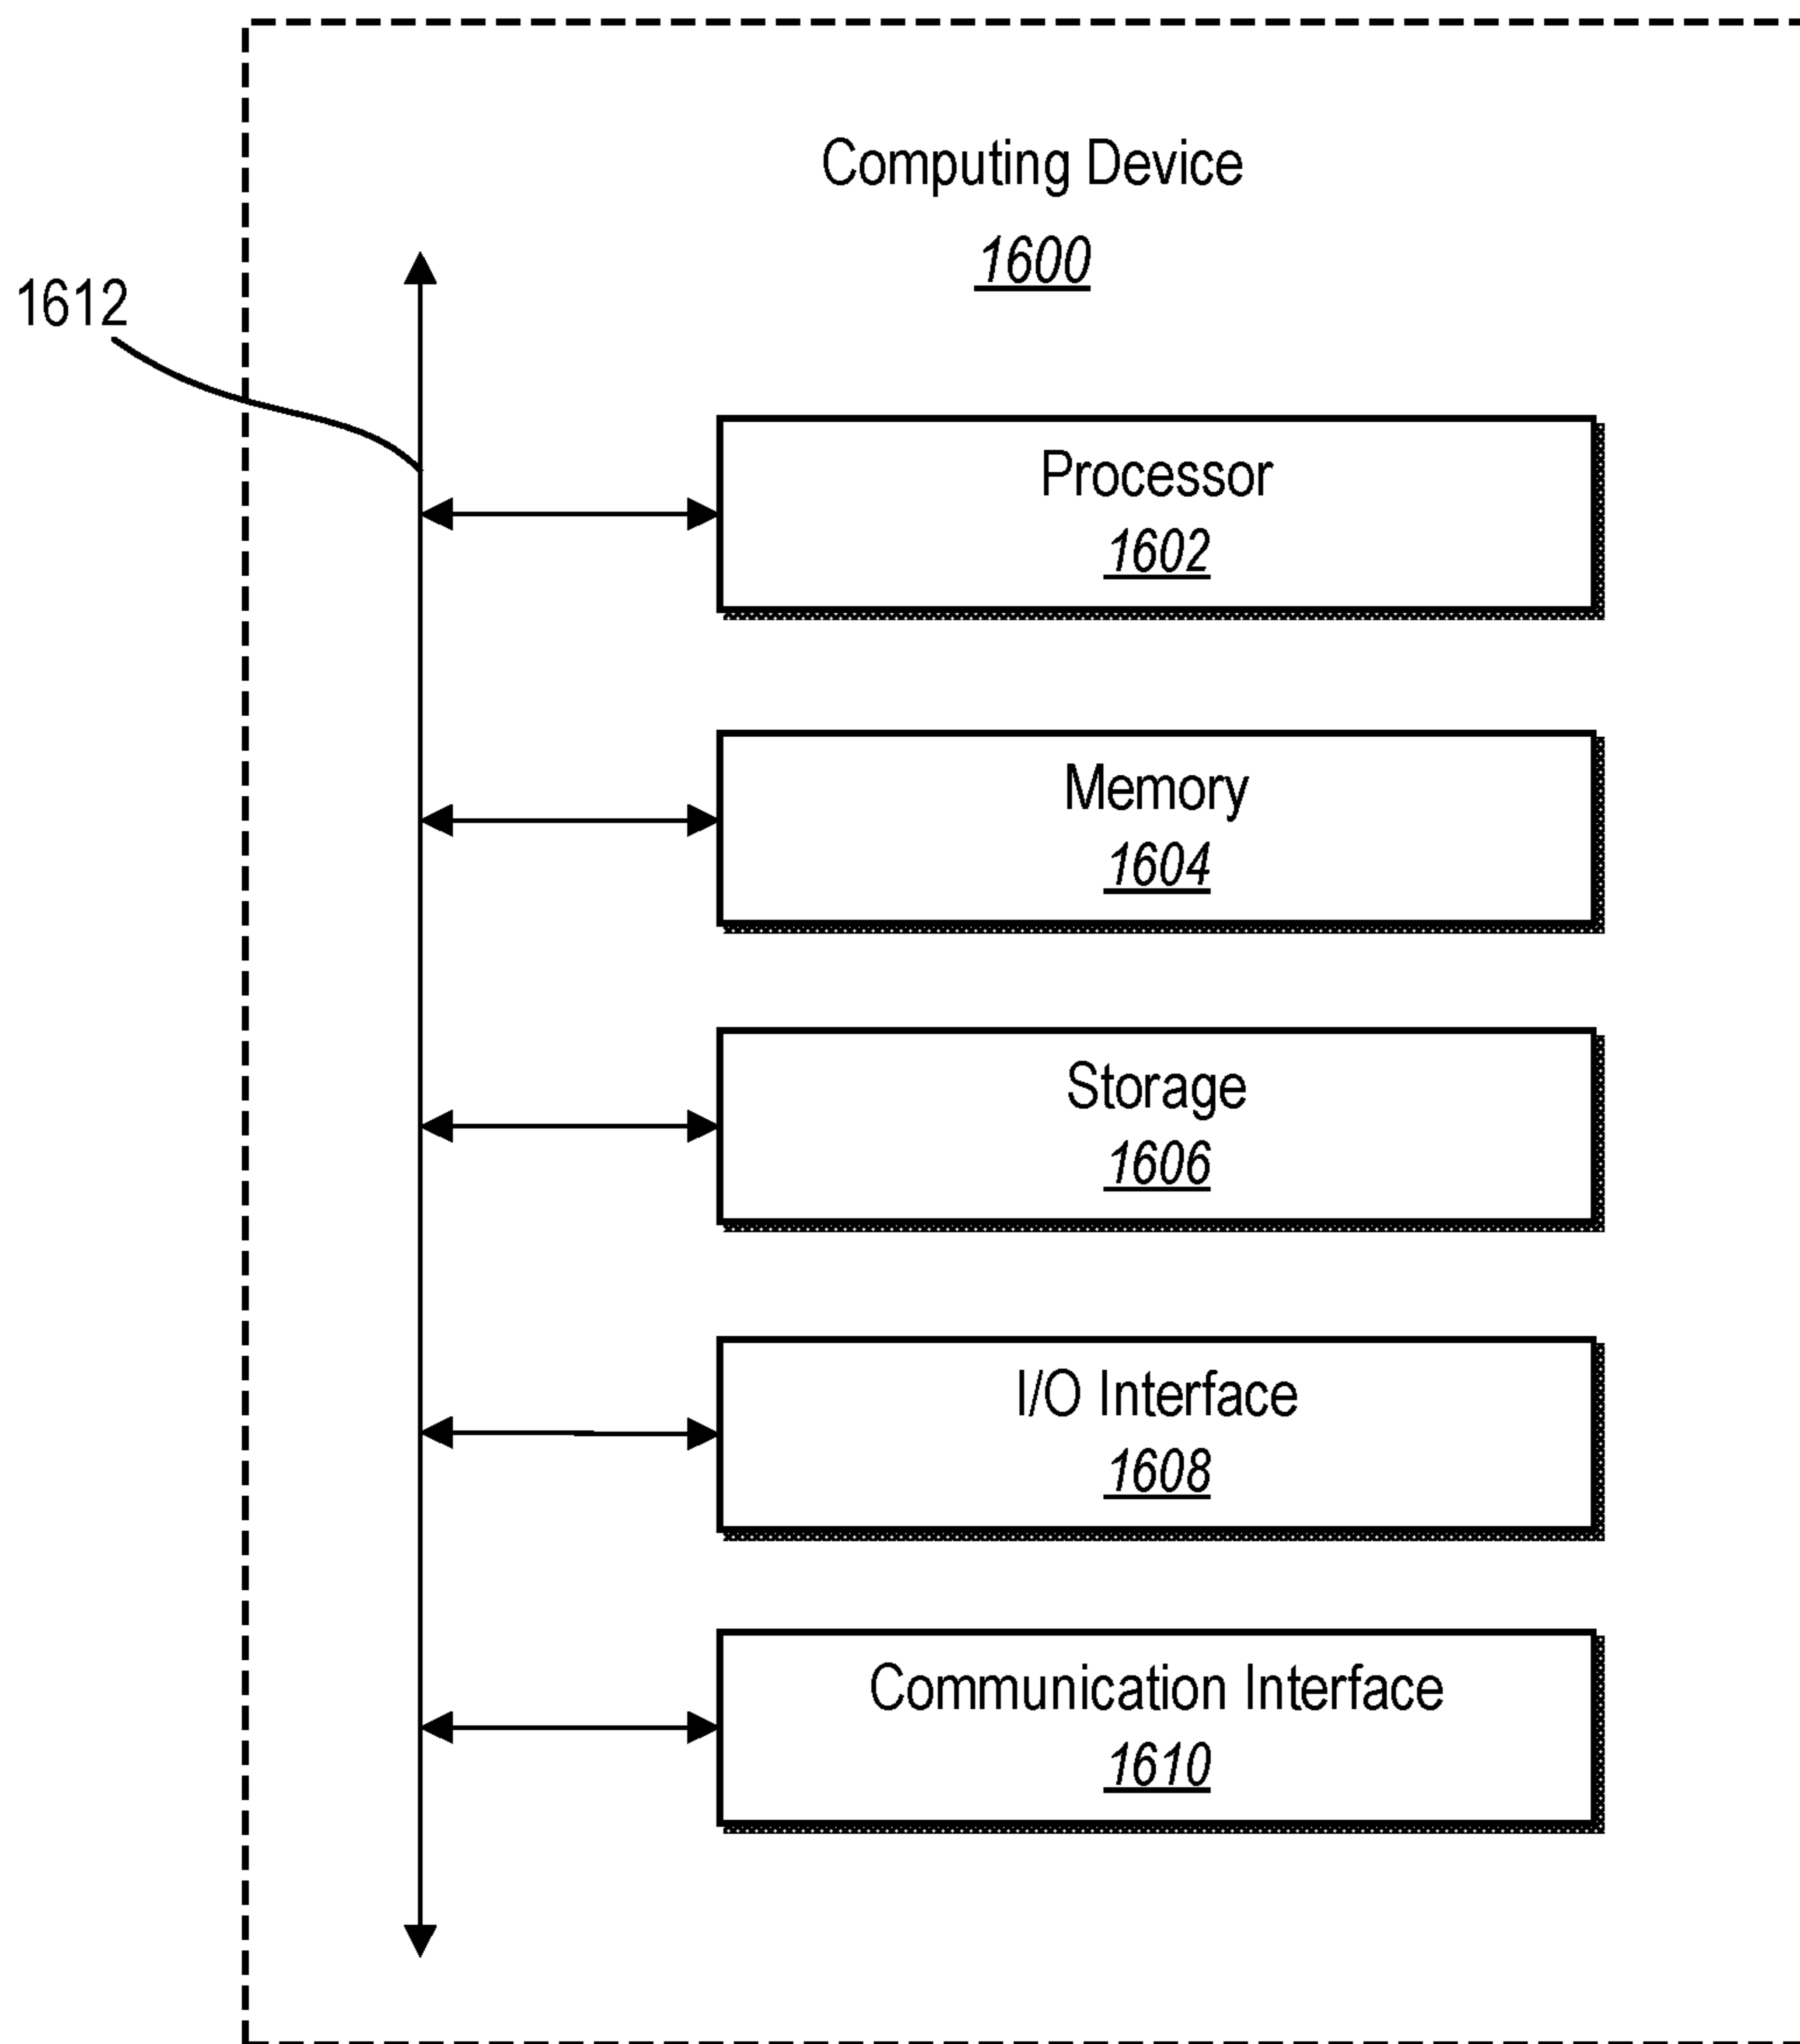 Computing Device
1600
1612
Processor
1602
Memory
1604
Storage
1606
I/O Interface
1608
Communication Interface
1610